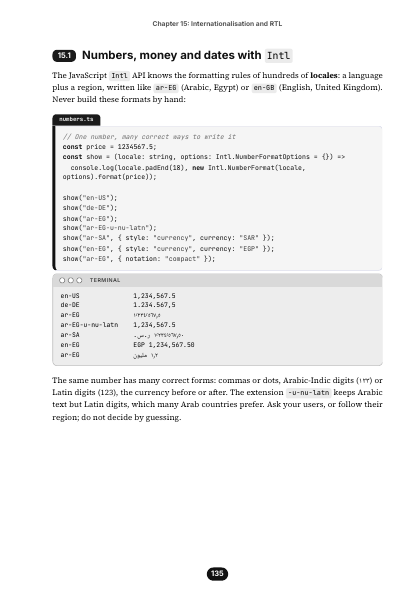 Chapter 15: Internationalisation and RTL
15.1 Numbers, money and dates with Intl
The JavaScript Intl API knows the formatting rules of hundreds of locales: a language
plus a region, written like ar-EG (Arabic, Egypt) or en-GB (English, United Kingdom).
Never build these formats by hand:
numbers.ts
// One number, many correct ways to write it
const price = 1234567.5;
const show = (locale: string, options: Intl.NumberFormatOptions = {}) =>
console.log(locale.padEnd(18), new Intl.NumberFormat(locale,
options).format(price));
show("en-US");
show("de-DE");
show("ar-EG");
show("ar-EG-u-nu-latn");
show("ar-SA", { style: "currency", currency: "SAR" });
show("en-EG", { style: "currency", currency: "EGP" });
show("ar-EG", { notation: "compact" });
TERMINAL
en-US 1,234,567.5
de-DE 1.234.567,5
ar-EG
ar-EG-u-nu-latn 1,234,567.5
ar-SA ر.س.
en-EG EGP 1,234,567.50
ar-EG ١٫٢ مليون
The same number has many correct forms: commas or dots, Arabic-Indic digits (١٢٣) or
Latin digits (123), the currency before or after. The extension -u-nu-latn keeps Arabic
text but Latin digits, which many Arab countries prefer. Ask your users, or follow their
region; do not decide by guessing.
135